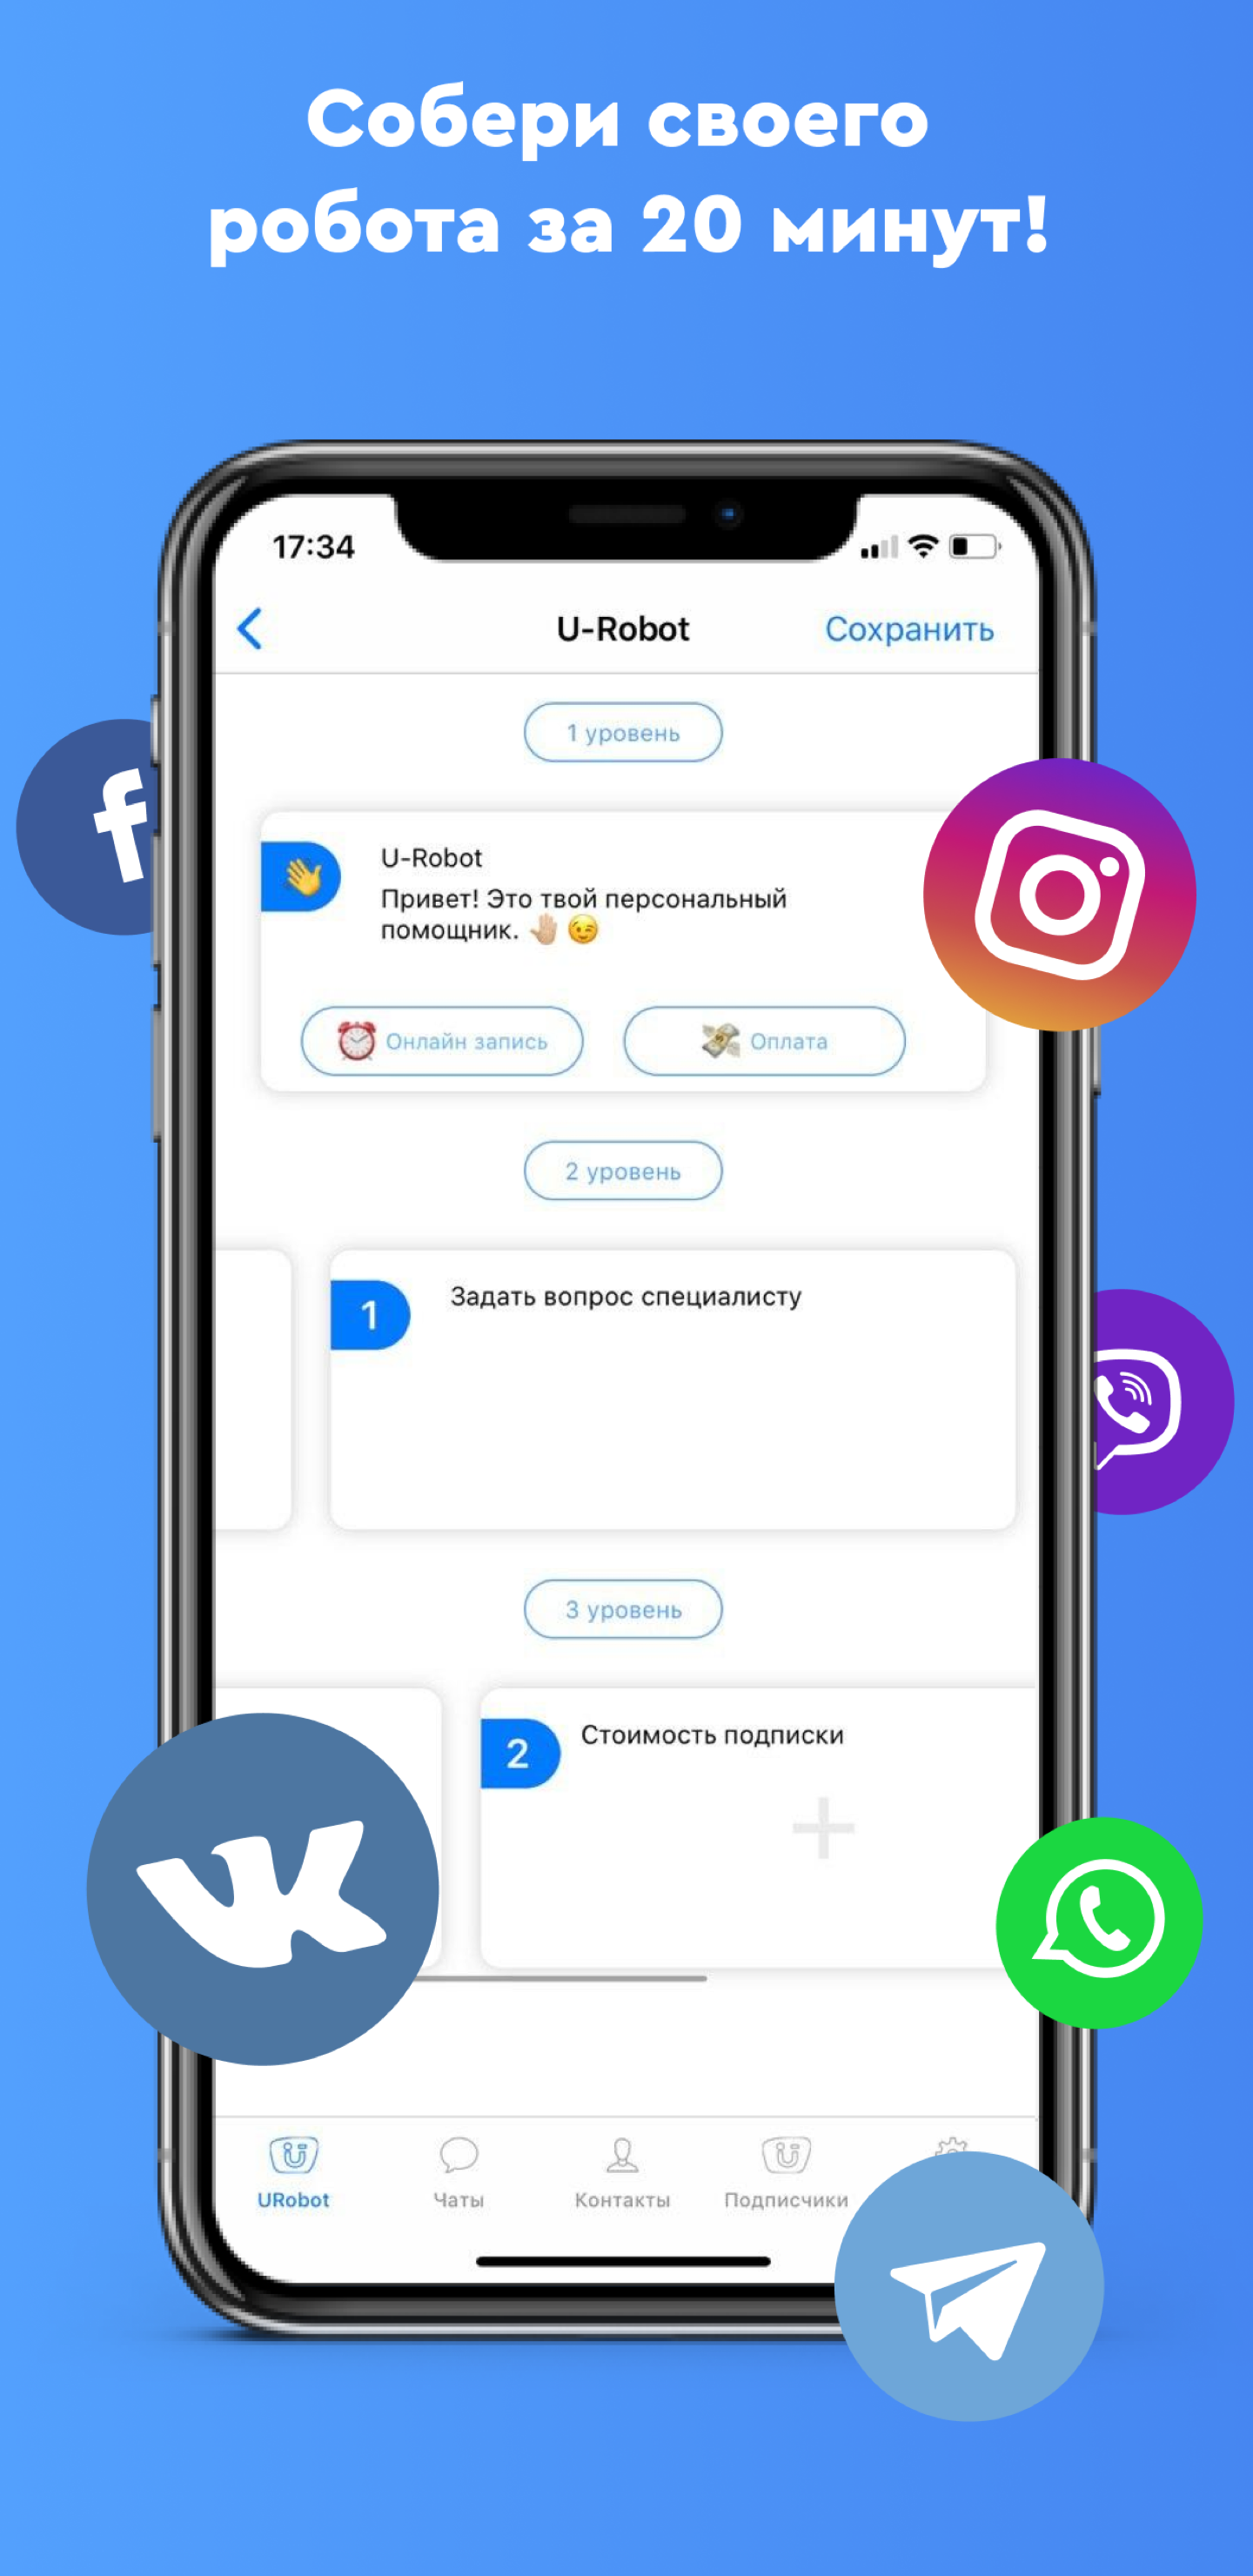 Собери своего
робота за 20 минут!
17:34
U-Robot
Сохранить
1 уровень
U-Robot
Привет! Это твой персональный
помощник. 🤚🏼 😉
Онлайн запись
Оплата
2 уровень
1
Задать вопрос специалисту
3 уровень
2
Стоимость подписки
URobot
Чаты
Контакты
Подписчики